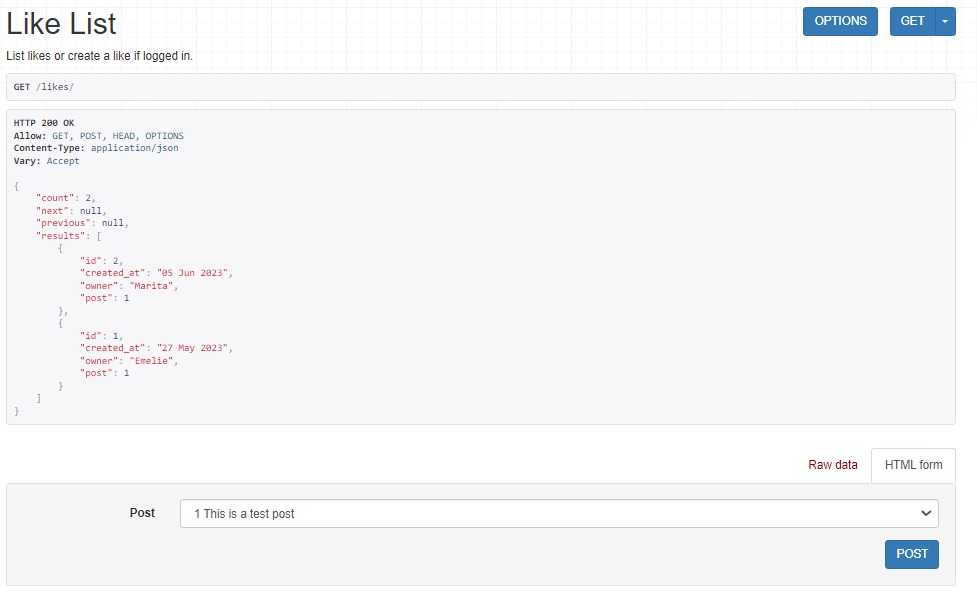 Like List
OPTIONS
GET
List likes or create a like if logged in.
GET /likes/
HTTP 200 OK
Allow: GET, POST, HEAD, OPTIONS
Content-Type: application/json
Vary: Accept
{
"count": 2,
"next": null,
"previous": null,
"results": [
{
"id": 2,
"created_at": "05 Jun 2023",
"owner": "Marita",
"post": 1
},
{
"id": 1,
"created_at": "27 May 2023",
"owner": "Emelie",
"post": 1
}
]
}
Raw data
HTML form
Post
1 This is a test post
POST